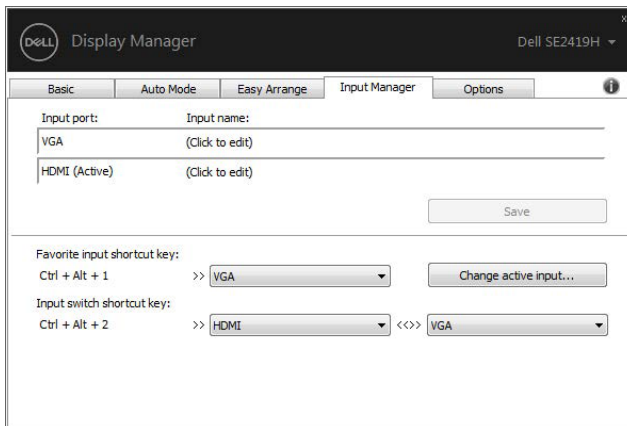 DELL Display Manager Dell SE2419H
x
Basic Auto Mode Easy Arrange Input Manager Options i
Input port: Input name:
VGA (Click to edit)
HDMI (Active) (Click to edit)
Save
Favorite input shortcut key:
Ctrl + Alt + 1 >> VGA Change active input...
Input switch shortcut key:
Ctrl + Alt + 2 >> HDMI <<>> VGA